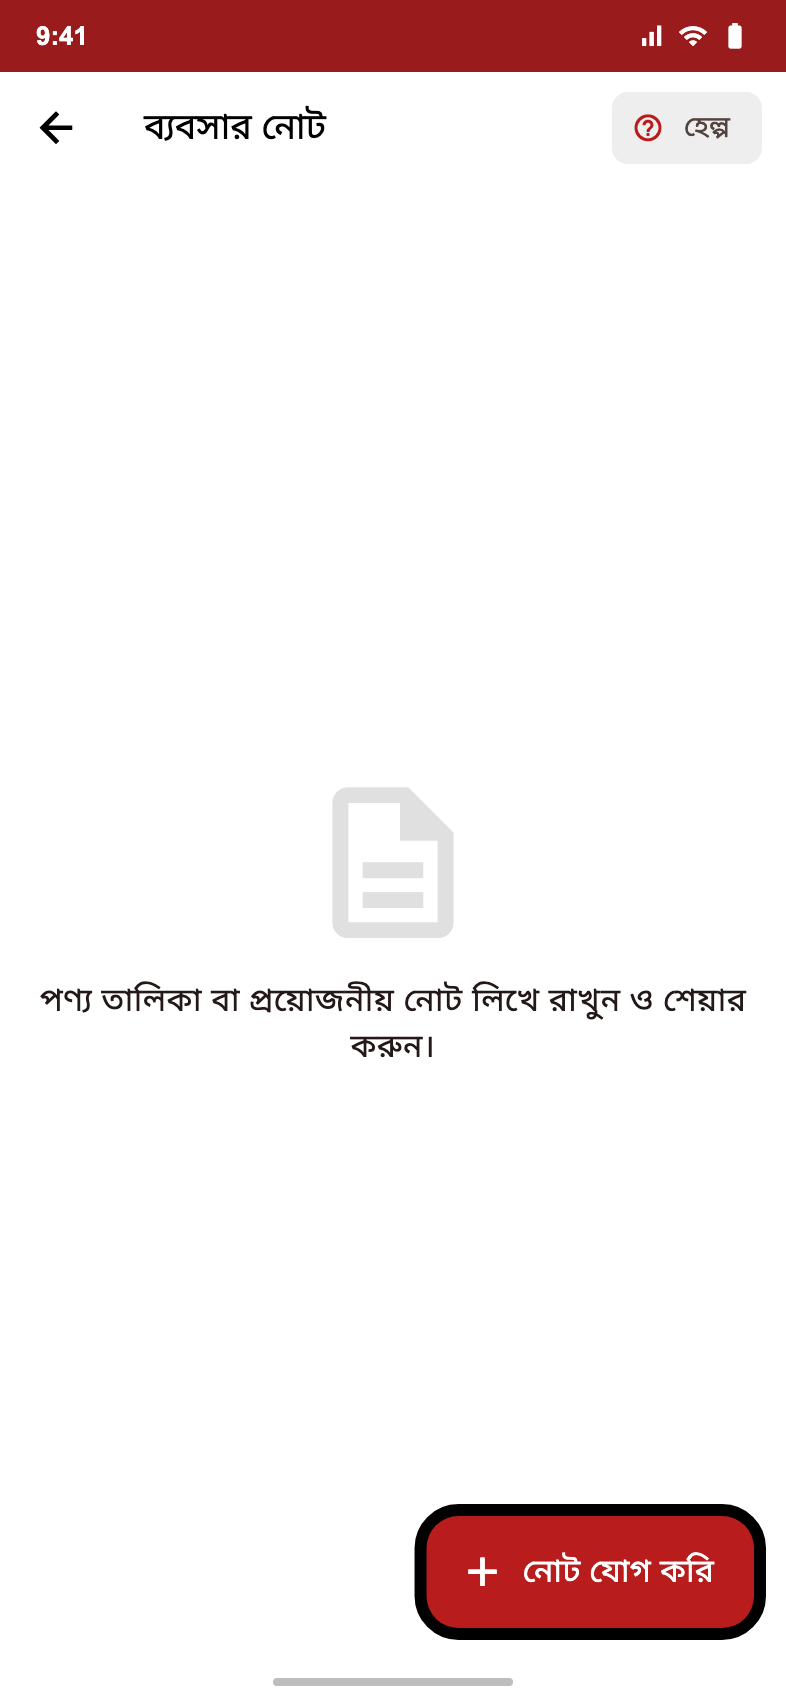 9:41
ব্যবসার নোট
হেল্প
পণ্য তালিকা বা প্রয়োজনীয় নোট লিখে রাখুন ও শেয়ার
করুন।
নোট যোগ করি